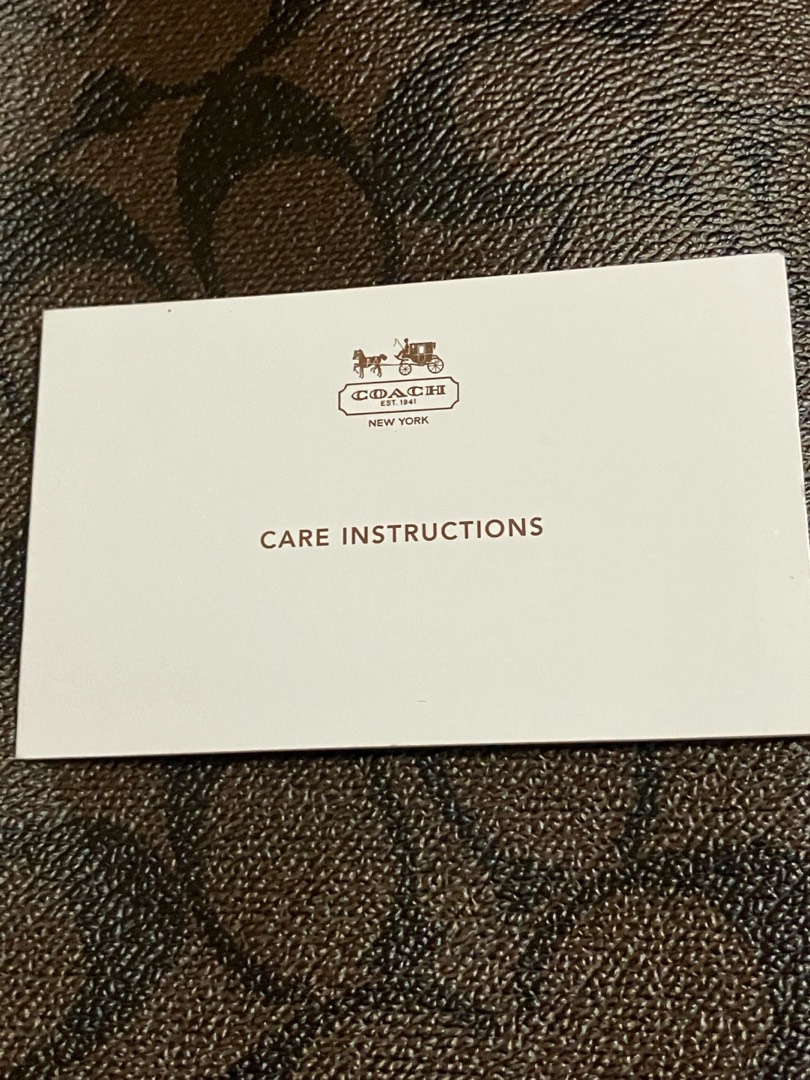 COACH
EST. 1941
NEW YORK
CARE INSTRUCTIONS